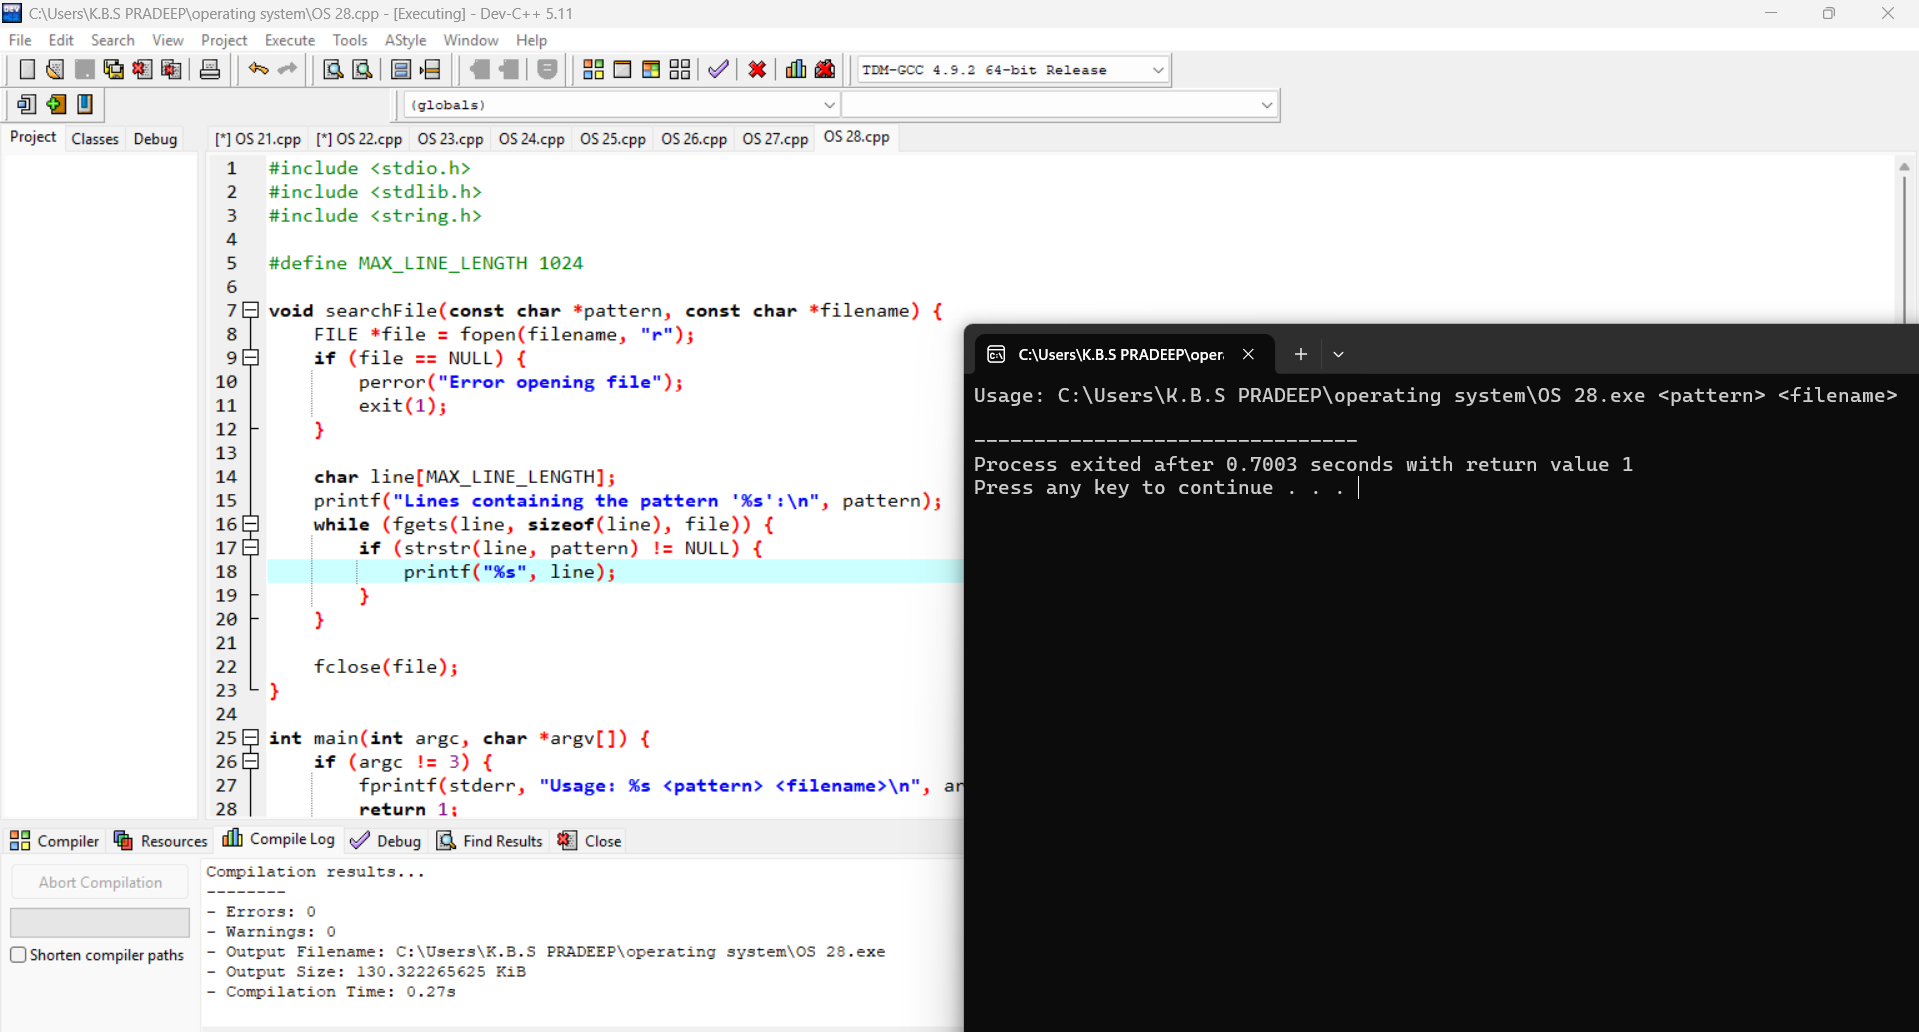 C:\Users\K.B.S PRADEEP\operating system\OS 28.cpp - [Executing] - Dev-C++ 5.11
File Edit Search View Project Execute Tools AStyle Window Help
TDM-GCC 4.9.2 64-bit Release
(globals)
Project Classes Debug
[*] OS 21.cpp [*] OS 22.cpp OS 23.cpp OS 24.cpp OS 25.cpp OS 26.cpp OS 27.cpp OS 28.cpp
1 #include <stdio.h>
2 #include <stdlib.h>
3 #include <string.h>
4
5 #define MAX_LINE_LENGTH 1024
6
7 void searchFile(const char *pattern, const char *filename) {
8 FILE *file = fopen(filename, "r");
9 if (file == NULL) {
10 perror("Error opening file");
11 exit(1);
12 }
13
14 char line[MAX_LINE_LENGTH];
15 printf("Lines containing the pattern '%s':\n", pattern);
16 while (fgets(line, sizeof(line), file)) {
17 if (strstr(line, pattern) != NULL) {
18 printf("%s", line);
19 }
20 }
21
22 fclose(file);
23 }
24
25 int main(int argc, char *argv[]) {
26 if (argc != 3) {
27 fprintf(stderr, "Usage: %s <pattern> <filename>\n", ar
28 return 1;
C:\Users\K.B.S PRADEEP\oper
Usage: C:\Users\K.B.S PRADEEP\operating system\OS 28.exe <pattern> <filename>
--------------------------------
Process exited after 0.7003 seconds with return value 1
Press any key to continue . . .
Compiler Resources Compile Log Debug Find Results Close
Abort Compilation
Shorten compiler paths
Compilation results...
--------
- Errors: 0
- Warnings: 0
- Output Filename: C:\Users\K.B.S PRADEEP\operating system\OS 28.exe
- Output Size: 130.322265625 KiB
- Compilation Time: 0.27s